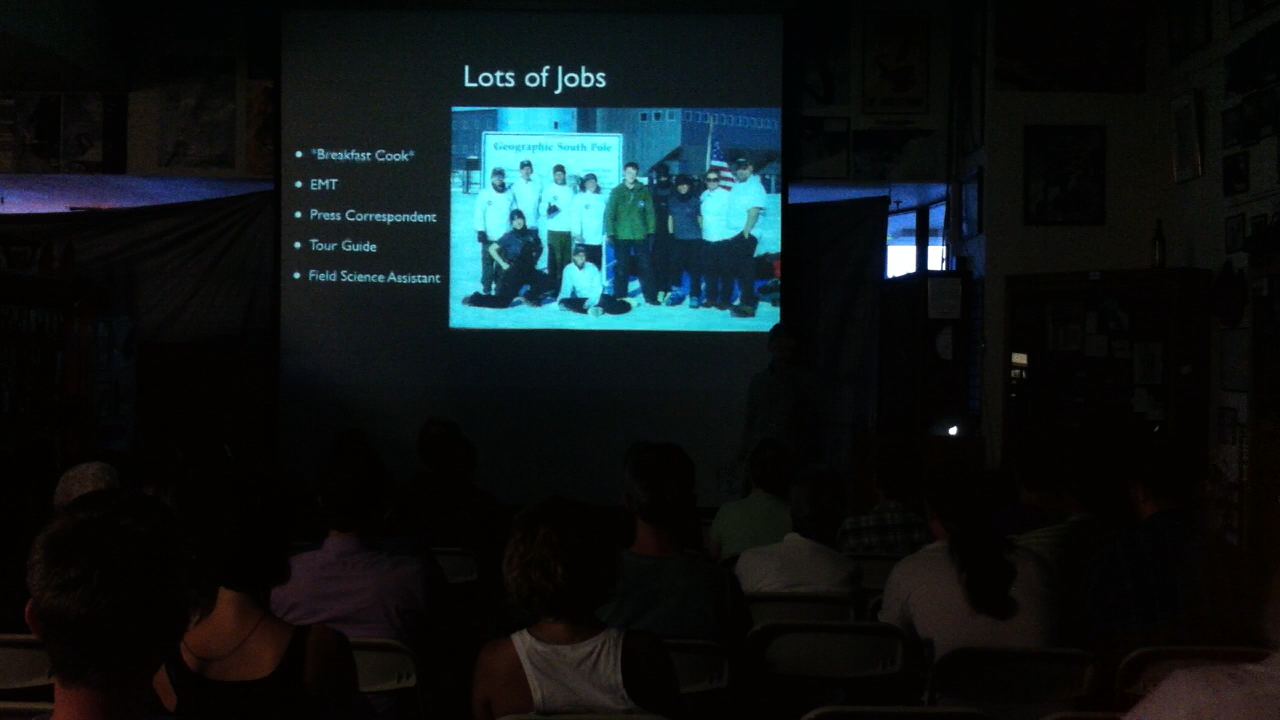 Lots of Jobs
Geographic South Pole
• *Breakfast Cook*
• EMT
• Press Correspondent
• Tour Guide
• Field Science Assistant